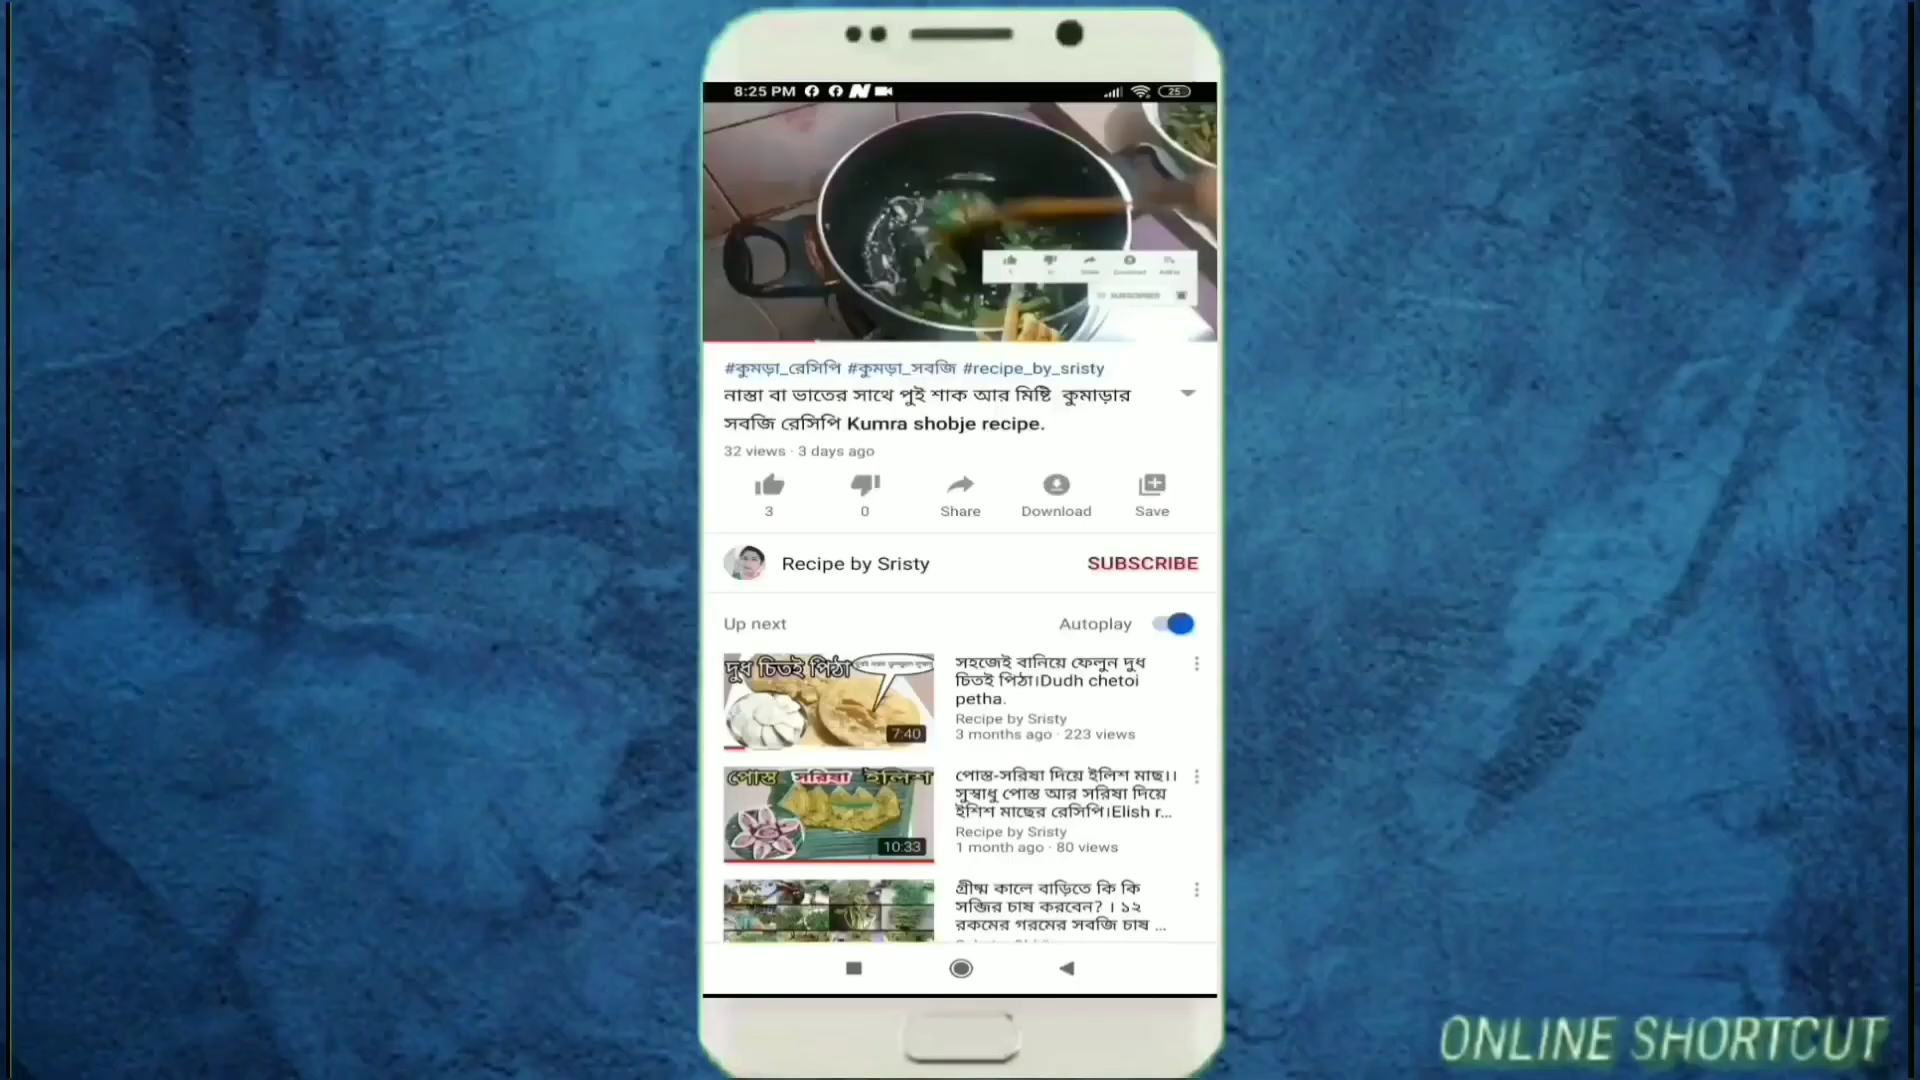 8:25 PM
25
SUBSCRIBED
#কুমড়া_রেসিপি #কুমড়া_সবজি #recipe_by_sristy
নাস্তা বা ভাতের সাথে পুই শাক আর মিষ্টি কুমাড়ার
সবজি রেসিপি Kumra shobje recipe.
32 views · 3 days ago
3
0
Share
Download
Save
Recipe by Sristy
SUBSCRIBE
Up next
Autoplay
দুধ চিতই পিঠা
7:40
সহজেই বানিয়ে ফেলুন দুধ
চিতই পিঠা।Dudh chetoi
petha.
Recipe by Sristy
3 months ago · 223 views
পোস্ত সরিষা ইলিশ
10:33
পোস্ত-সরিষা দিয়ে ইলিশ মাছ।।
সুস্বাধু পোস্ত আর সরিষা দিয়ে
ইশিশ মাছের রেসিপি।Elish r...
Recipe by Sristy
1 month ago · 80 views
গ্রীষ্ম কালে বাড়িতে কি কি
সব্জির চাষ করবেন? । ১২
রকমের গরমের সবজি চাষ ...
ONLINE SHORTCUT